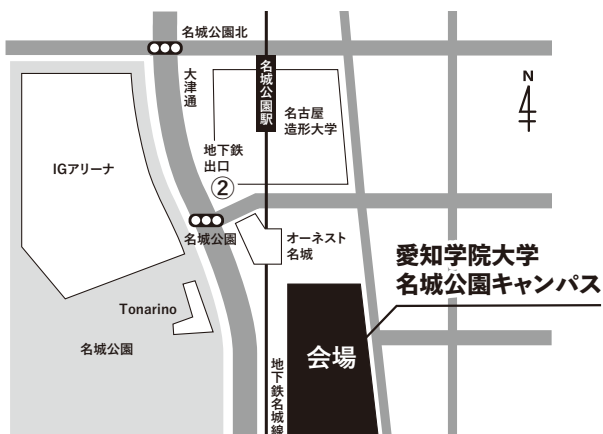 名城公園北
大津通
名城公園駅
名古屋
造形大学
N
地下鉄
出口
②
IGアリーナ
名城公園
オーネスト
名城
愛知学院大学
名城公園キャンパス
Tonarino
名城公園
会場
地下鉄名城線